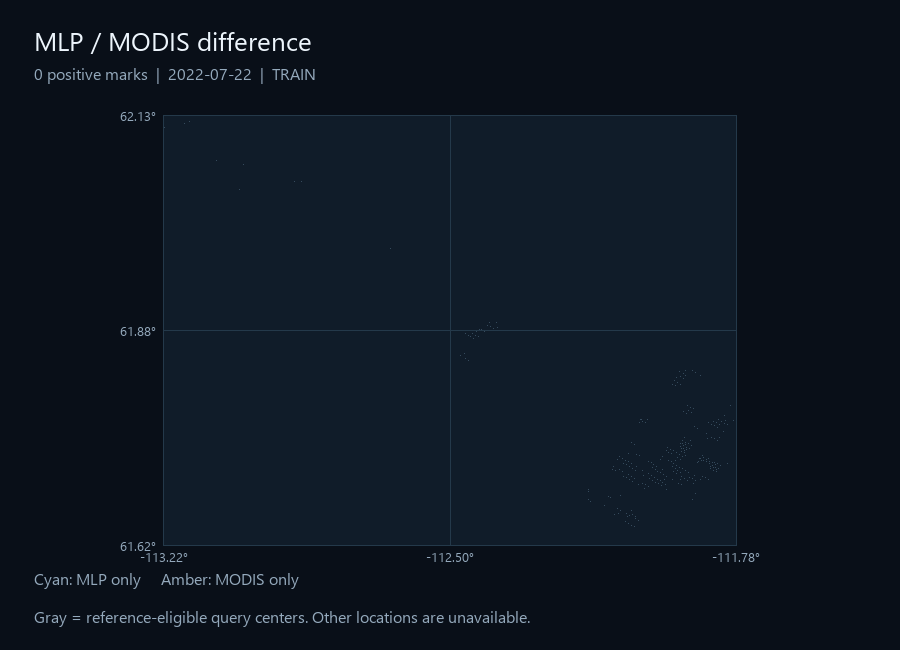 MLP / MODIS difference
0 positive marks | 2022-07-22 | TRAIN
62.13°
61.88°
61.62°
-113.22° -112.50° -111.78°
Cyan: MLP only Amber: MODIS only
Gray = reference-eligible query centers. Other locations are unavailable.